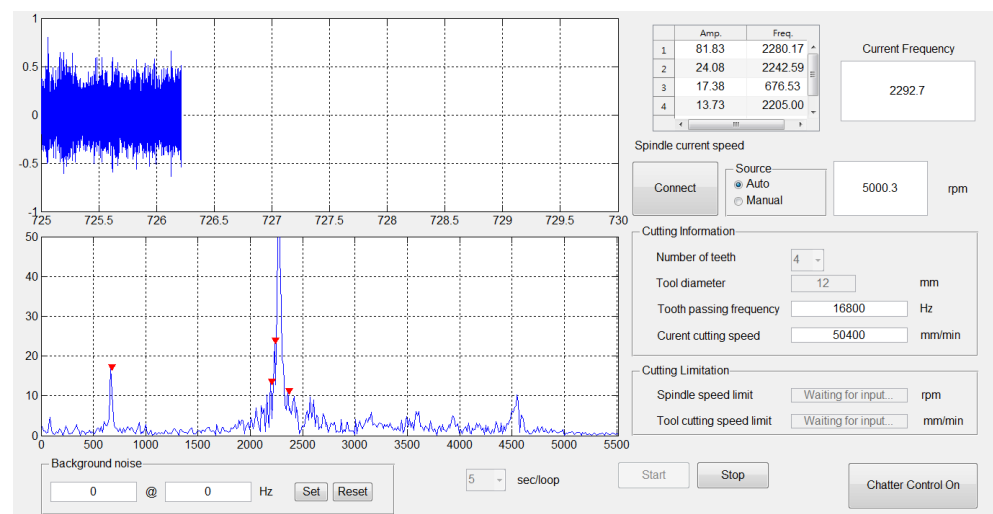 1
0.5
0
-0.5
-1
725 725.5 726 726.5 727 727.5 728 728.5 729 729.5 730
Amp. Freq.
1 81.83 2280.17
2 24.08 2242.59
3 17.38 676.53
4 13.73 2205.00
Current Frequency
2292.7
Spindle current speed
Connect
Source
Auto
Manual
5000.3 rpm
50
40
30
20
10
0
0 500 1000 1500 2000 2500 3000 3500 4000 4500 5000 5500
Cutting Information
Number of teeth 4
Tool diameter 12 mm
Tooth passing frequency 16800 Hz
Curent cutting speed 50400 mm/min
Cutting Limitation
Spindle speed limit Waiting for input... rpm
Tool cutting speed limit Waiting for input... mm/min
Background noise
0 @ 0 Hz Set Reset
5 sec/loop
Start Stop
Chatter Control On